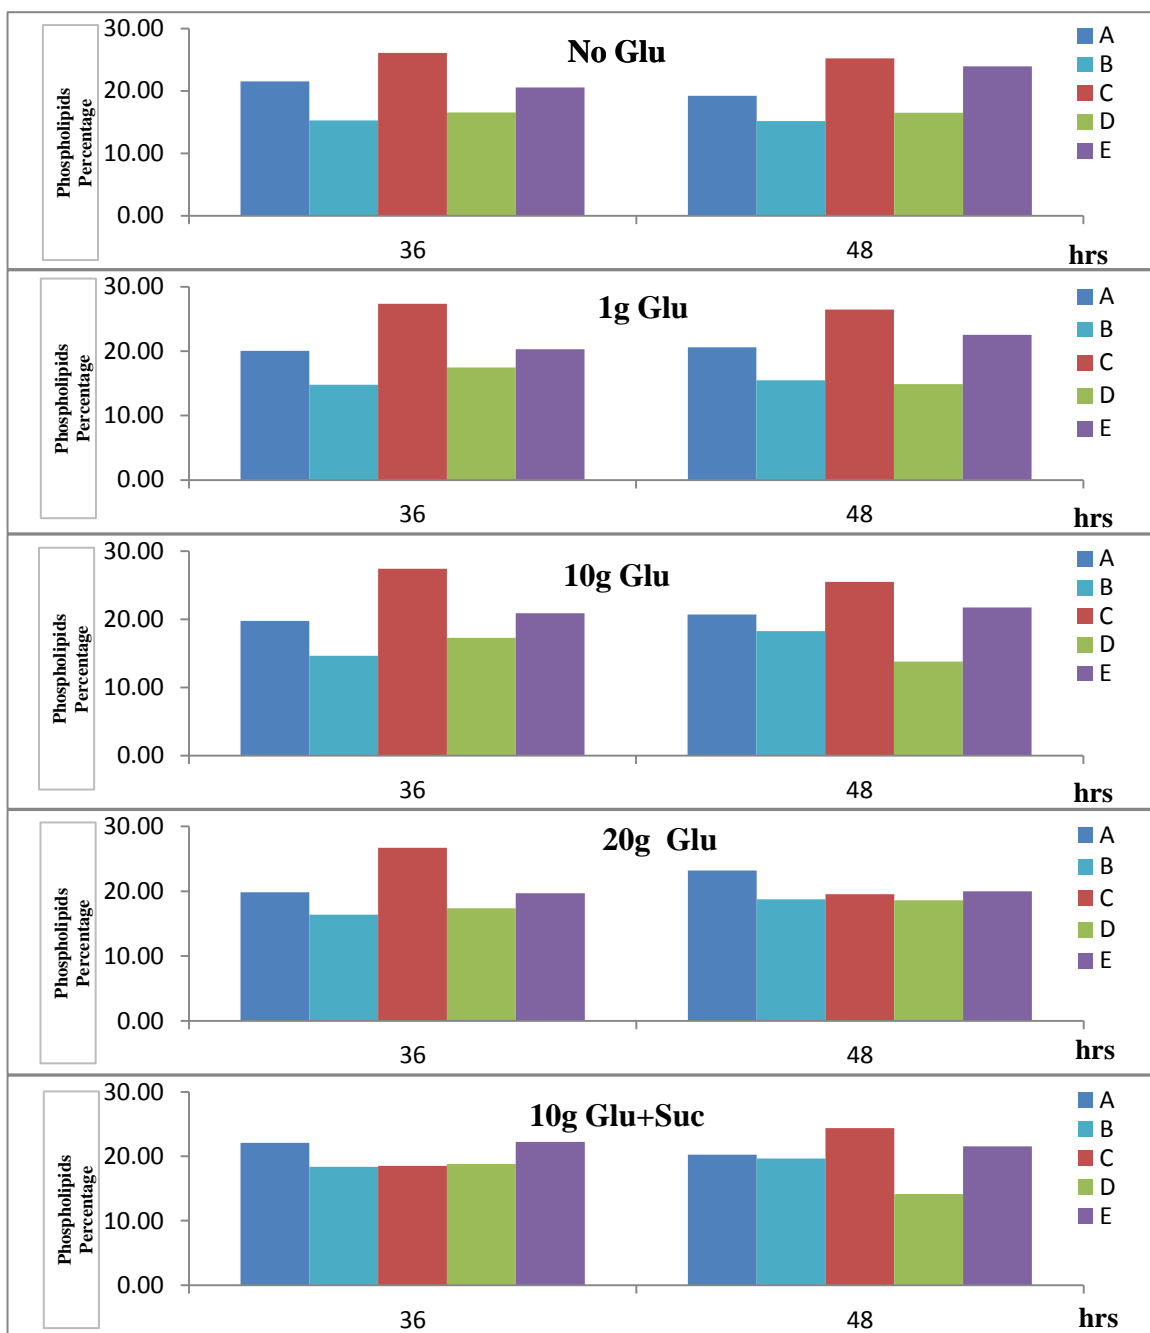 Phospholipids
Percentage
30.00
20.00
10.00
0.00
No Glu
A
B
C
D
E
36
48
hrs
Phospholipids
Percentage
30.00
20.00
10.00
0.00
1g Glu
A
B
C
D
E
36
48
hrs
Phospholipids
Percentage
30.00
20.00
10.00
0.00
10g Glu
A
B
C
D
E
36
48
hrs
Phospholipids
Percentage
30.00
20.00
10.00
0.00
20g  Glu
A
B
C
D
E
36
48
hrs
Phospholipids
Percentage
30.00
20.00
10.00
0.00
10g Glu+Suc
A
B
C
D
E
36
48
hrs